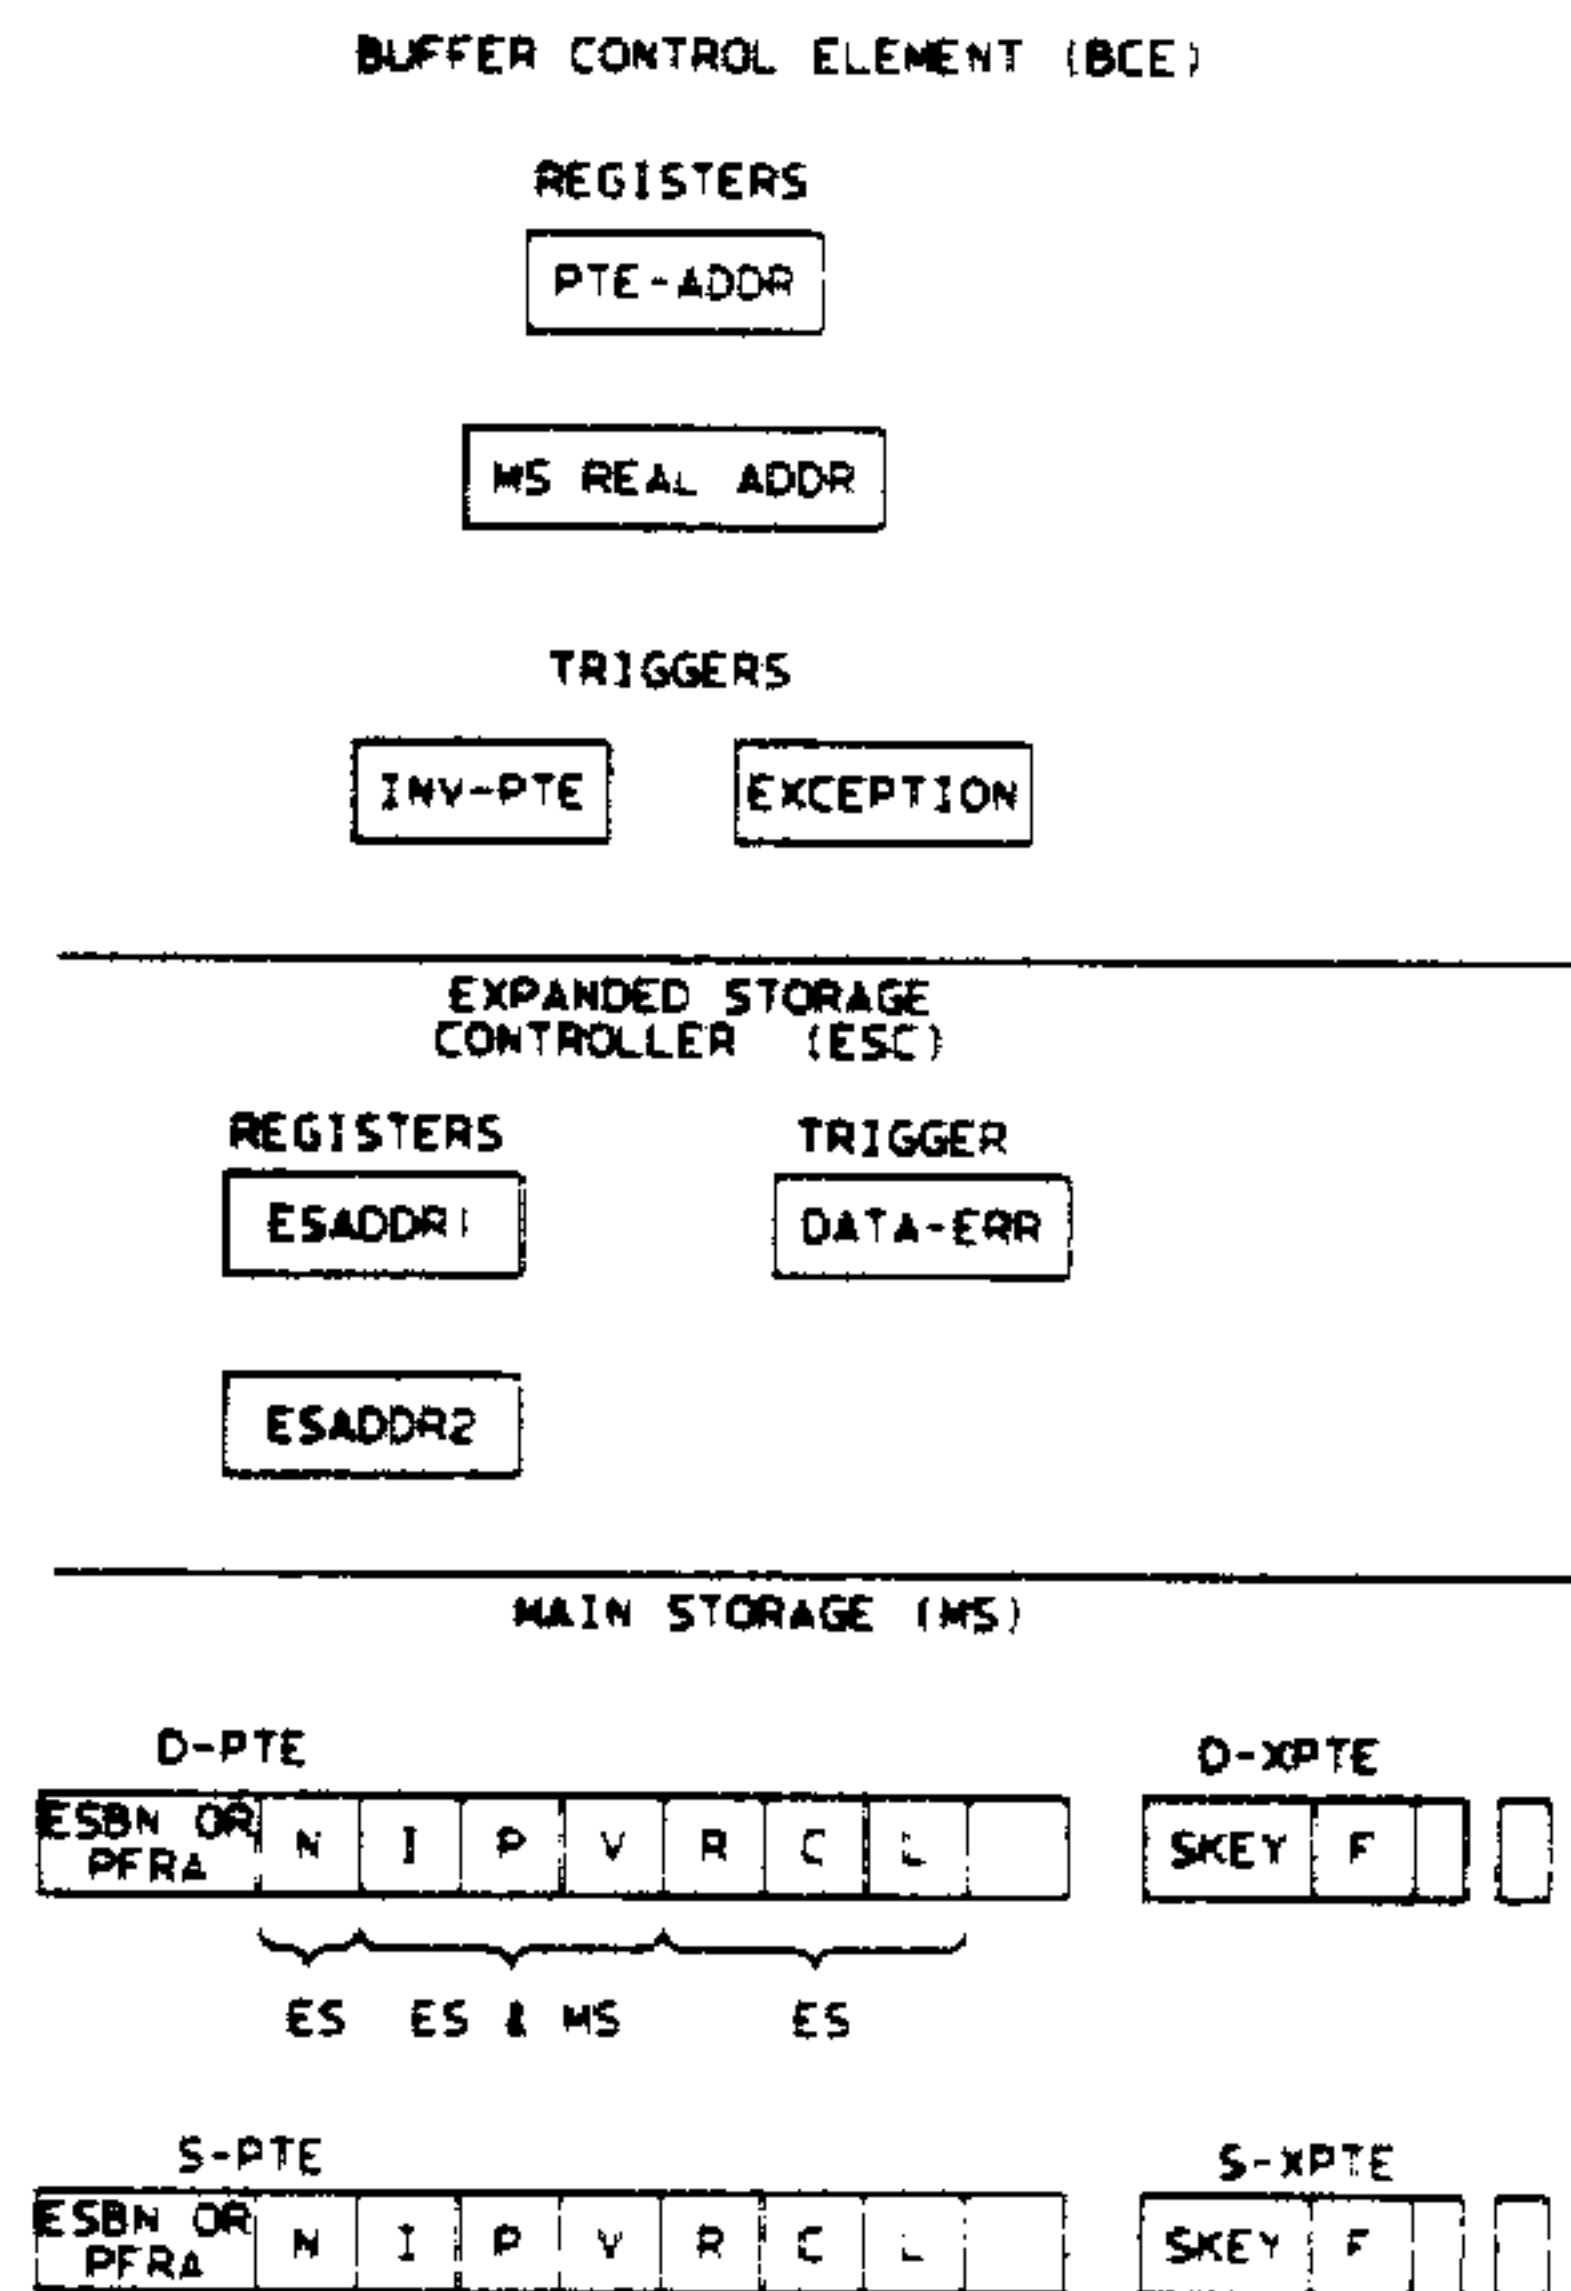 BUFFER CONTROL ELEMENT (BCE)
REGISTERS
PTE-ADDR
MS REAL ADDR
TRIGGERS
INV-PTE EXCEPTION
EXPANDED STORAGE
CONTROLLER (ESC)
REGISTERS TRIGGER
ESADDR1 DATA-ERR
ESADDR2
MAIN STORAGE (MS)
D-PTE D-XPTE
ESBN OR
PFRA N I P V R C L SKEY F
ES ES & MS ES
S-PTE S-XPTE
ESBN OR
PFRA N I P V R C L SKEY F